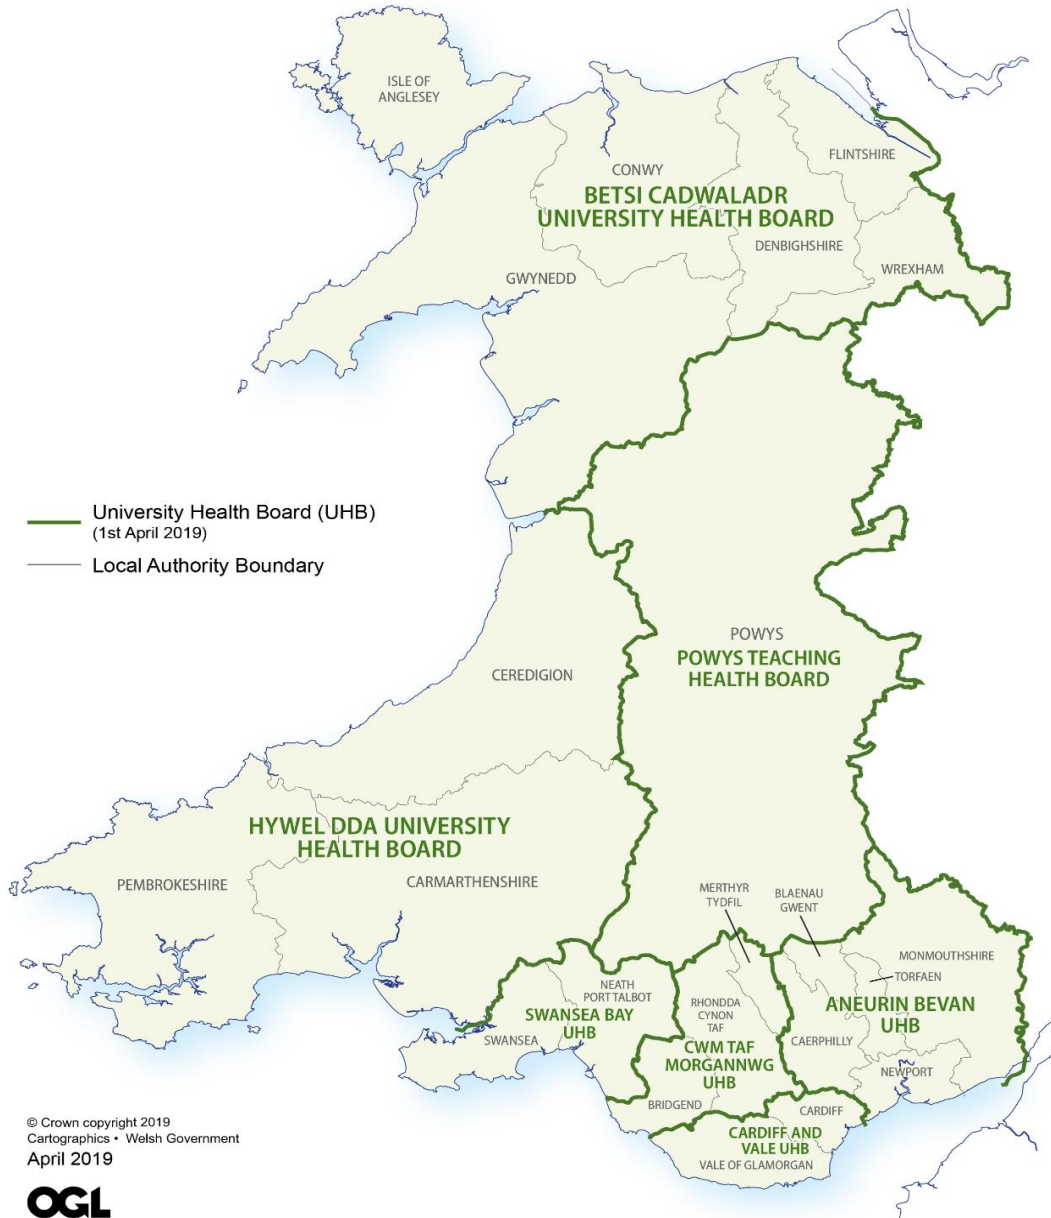 ISLE OF
ANGLESEY
FLINTSHIRE
CONWY
BETSI CADWALADR
UNIVERSITY HEALTH BOARD
DENBIGHSHIRE
WREXHAM
GWYNEDD
University Health Board (UHB)
(1st April 2019)
Local Authority Boundary
POWYS
POWYS TEACHING
HEALTH BOARD
CEREDIGION
HYWEL DDA UNIVERSITY
HEALTH BOARD
PEMBROKESHIRE
CARMARTHENSHIRE
MERTHYR
TYDFIL
BLAENAU
GWENT
MONMOUTHSHIRE
TORFAEN
NEATH
PORT TALBOT
SWANSEA BAY
UHB
SWANSEA
RHONDDA
CYNON
TAF
CWM TAF
MORGANNWG
UHB
ANEURIN BEVAN
UHB
CAERPHILLY
NEWPORT
BRIDGEND
CARDIFF
CARDIFF AND
VALE UHB
VALE OF GLAMORGAN
© Crown copyright 2019
Cartographics • Welsh Government
April 2019
OGL